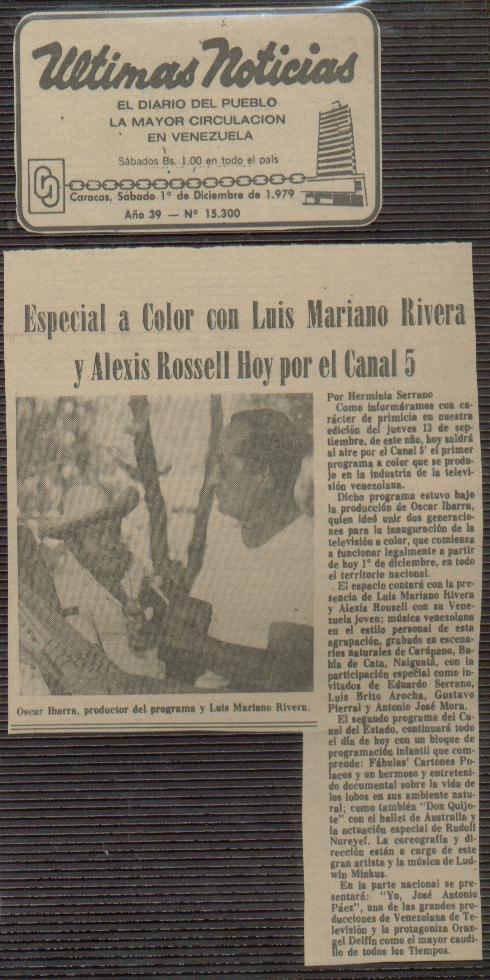 Ultimas Noticias
EL DIARIO DEL PUEBLO
LA MAYOR CIRCULACION
EN VENEZUELA
Sábados Bs. 1.00 en todo el país
Caracas, Sábado 1º de Diciembre de 1.979
Año 39 — Nº 15.300
Especial a Color con Luis Mariano Rivera
y Alexis Rossell Hoy por el Canal 5
Oscar Ibarra, productor del programa y Luis Mariano Rivera.
Por Herminia Serrano
Como informáramos con ca-
rácter de primicia en nuestra
edición del jueves 13 de sep-
tiembre, de este año, hoy saldrá
al aire por el Canal 5' el primer
programa a color que se produ-
jo en la industria de la televi-
sión venezolana.
Dicho programa estuvo bajo
la producción de Oscar Ibarra,
quien ideó unir dos generacio-
nes para la inauguración de la
televisión a color, que comienza
a funcionar legalmente a partir
de hoy 1º de diciembre, en todo
el territorio nacional.
El espacio contará con la pre-
sencia de Luis Mariano Rivera
y Alexis Rousell con su Vene-
zuela joven; música venezolana
en el estilo personal de esta
agrupación, grabado en escena-
rios naturales de Carúpano, Ba-
hía de Cata, Naiguatá, con la
participación especial como in-
vitados de Eduardo Serrano,
Luis Brito Arocha, Gustavo
Pierral y Antonio José Mora.
El segundo programa del Ca-
nal del Estado, continuará todo
el día de hoy con un bloque de
programación infantil que com-
prende: Fábulas' Cartones Po-
lacos y un hermoso y entreteni-
do documental sobre la vida de
los lobos en sus ambiente natu-
ral; como también "Don Quijo-
te" con el ballet de Australia y
la actuación especial de Rudolf
Nureyef. La coreografía y di-
rección están a cargo de este
gran artista y la música de Lud-
win Minkus.
En la parte nacional se pre-
sentará: "Yo, José Antonio
Páez", una de las grandes pro-
ducciones de Venezolana de Te-
levisión y la protagoniza Oran-
gel Delfín como el mayor caudi-
llo de todos los Tiempos.